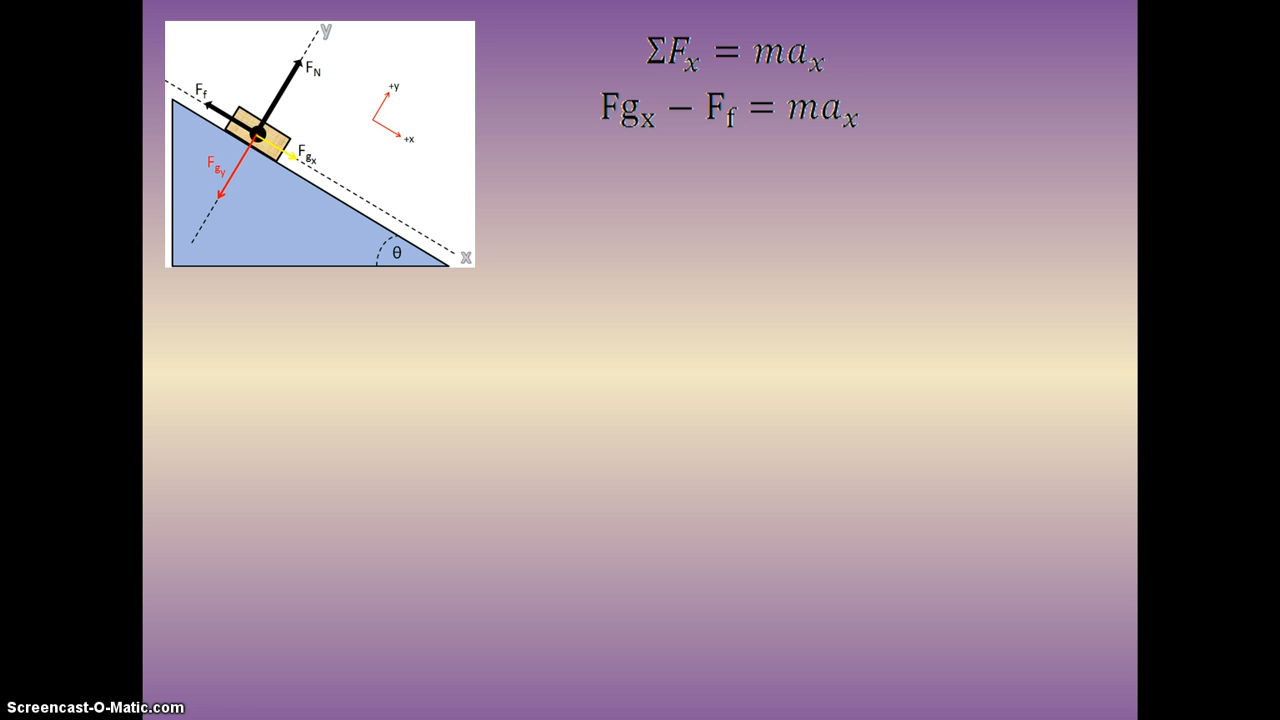 y
F_N
F_f
+y
+x
F_gx
F_gy
θ
x
ΣF_x = ma_x
Fg_x − F_f = ma_x
Screencast-O-Matic.com